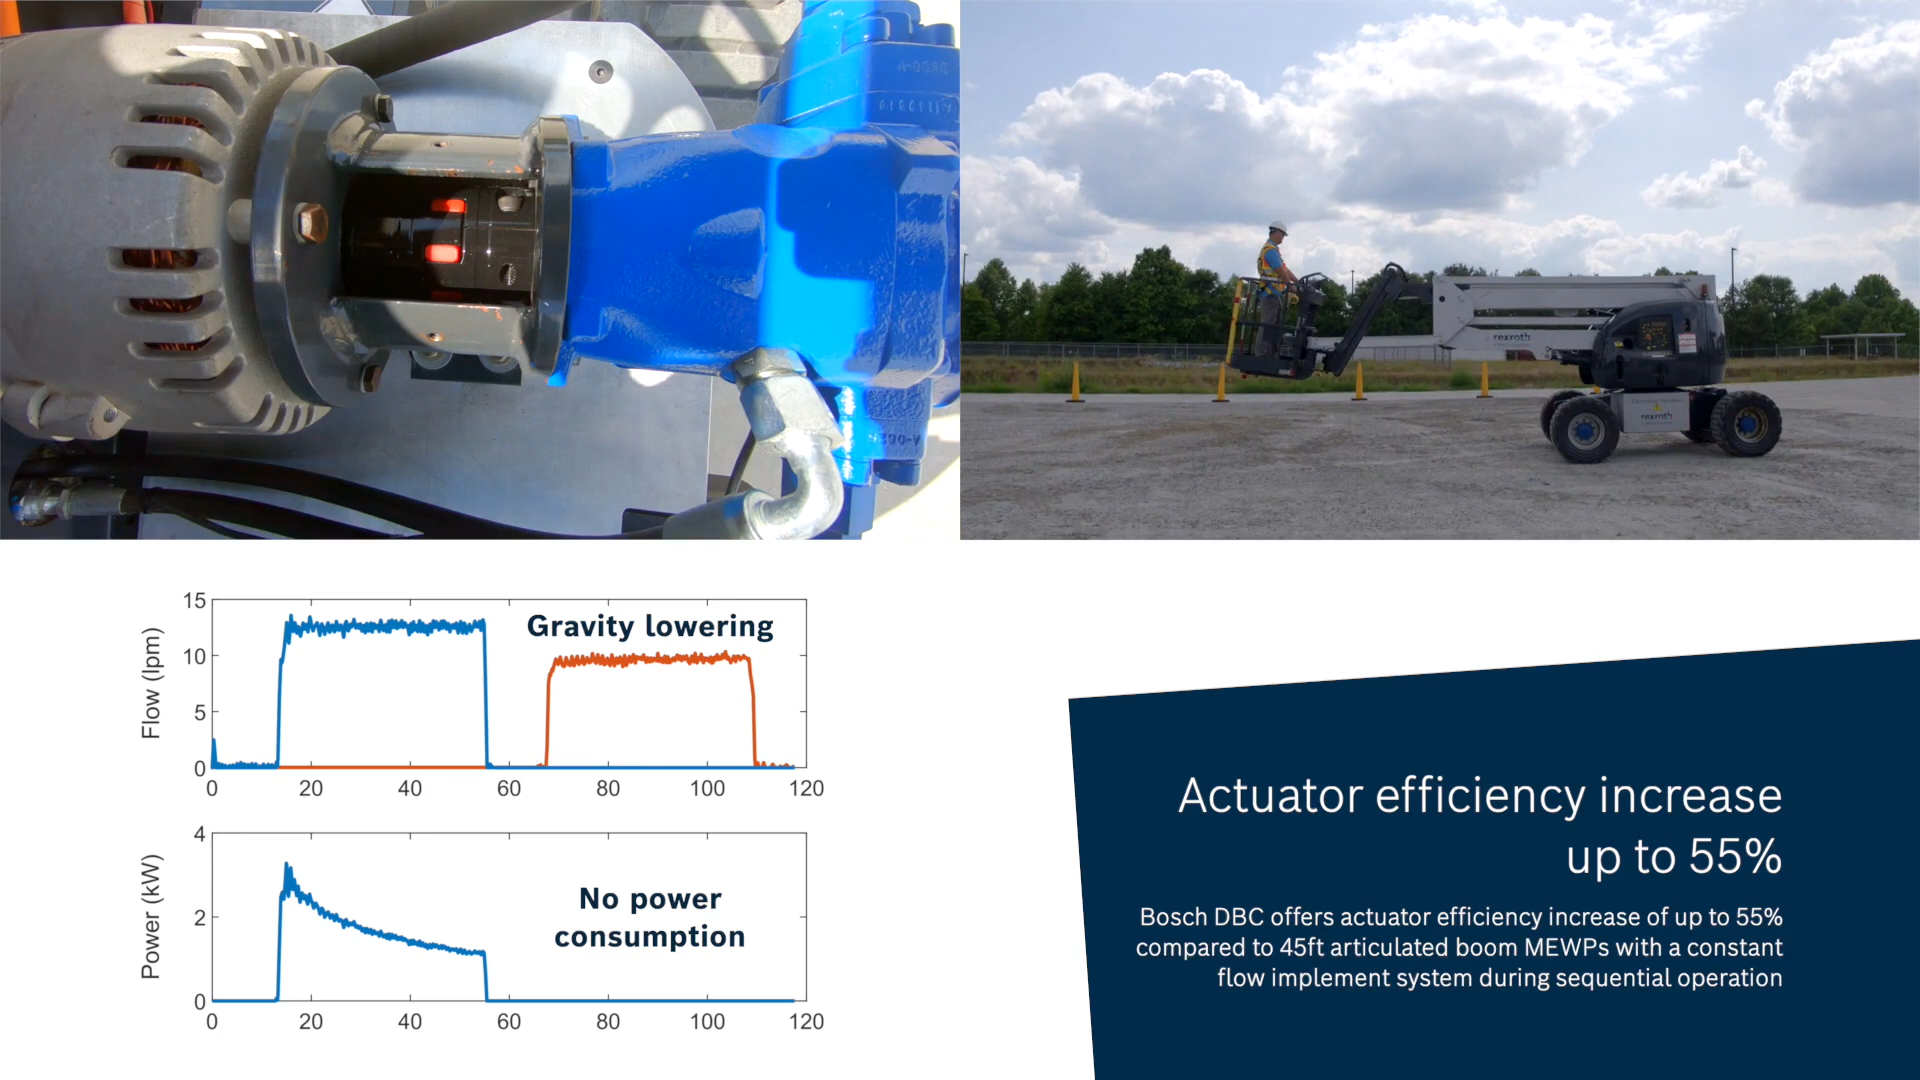 rexroth
rexroth
15
10
5
0
Flow (lpm)
Gravity lowering
0 20 40 60 80 100 120
4
2
0
Power (kW)
No power
consumption
0 20 40 60 80 100 120
Actuator efficiency increase
up to 55%
Bosch DBC offers actuator efficiency increase of up to 55%
compared to 45ft articulated boom MEWPs with a constant
flow implement system during sequential operation